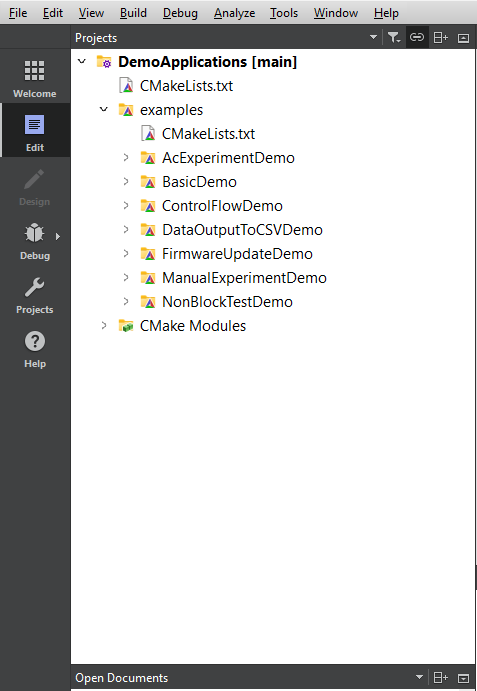 File Edit View Build Debug Analyze Tools Window Help
Projects
Welcome
Edit
Design
Debug
Projects
Help
DemoApplications [main]
CMakeLists.txt
examples
CMakeLists.txt
AcExperimentDemo
BasicDemo
ControlFlowDemo
DataOutputToCSVDemo
FirmwareUpdateDemo
ManualExperimentDemo
NonBlockTestDemo
CMake Modules
Open Documents